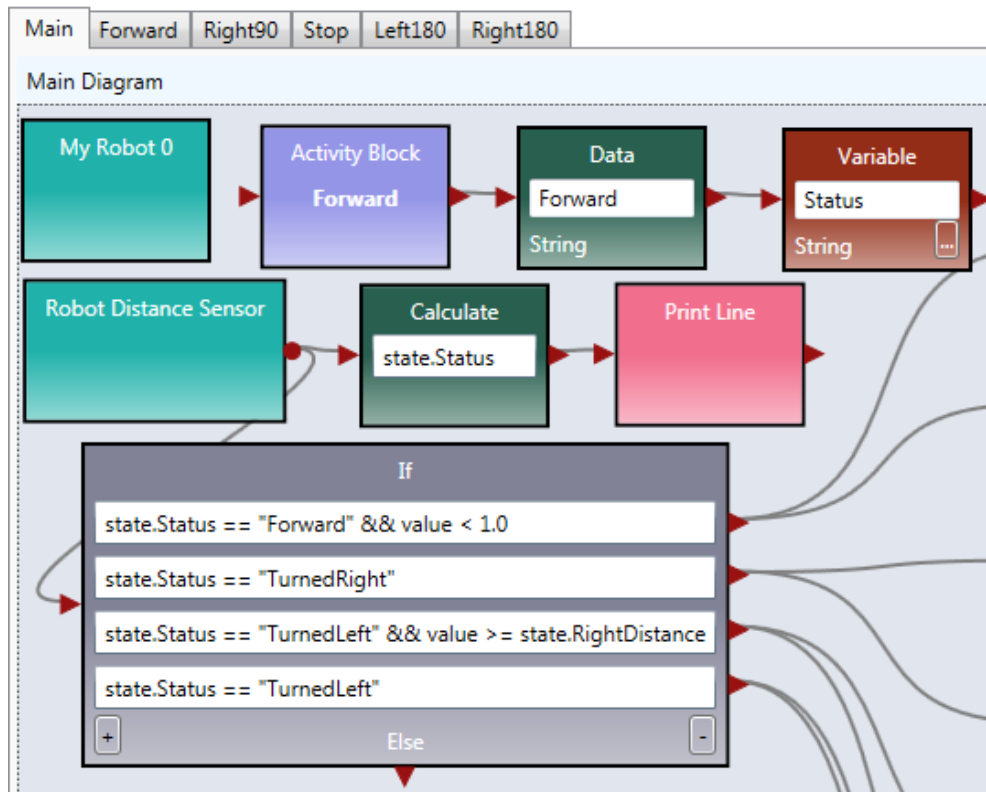 Main Forward Right90 Stop Left180 Right180
Main Diagram
My Robot 0
Activity Block
Forward
Data
Forward
String
Variable
Status
String ...
Robot Distance Sensor
Calculate
state.Status
Print Line
If
state.Status == "Forward" && value < 1.0
state.Status == "TurnedRight"
state.Status == "TurnedLeft" && value >= state.RightDistance
state.Status == "TurnedLeft"
+ Else -